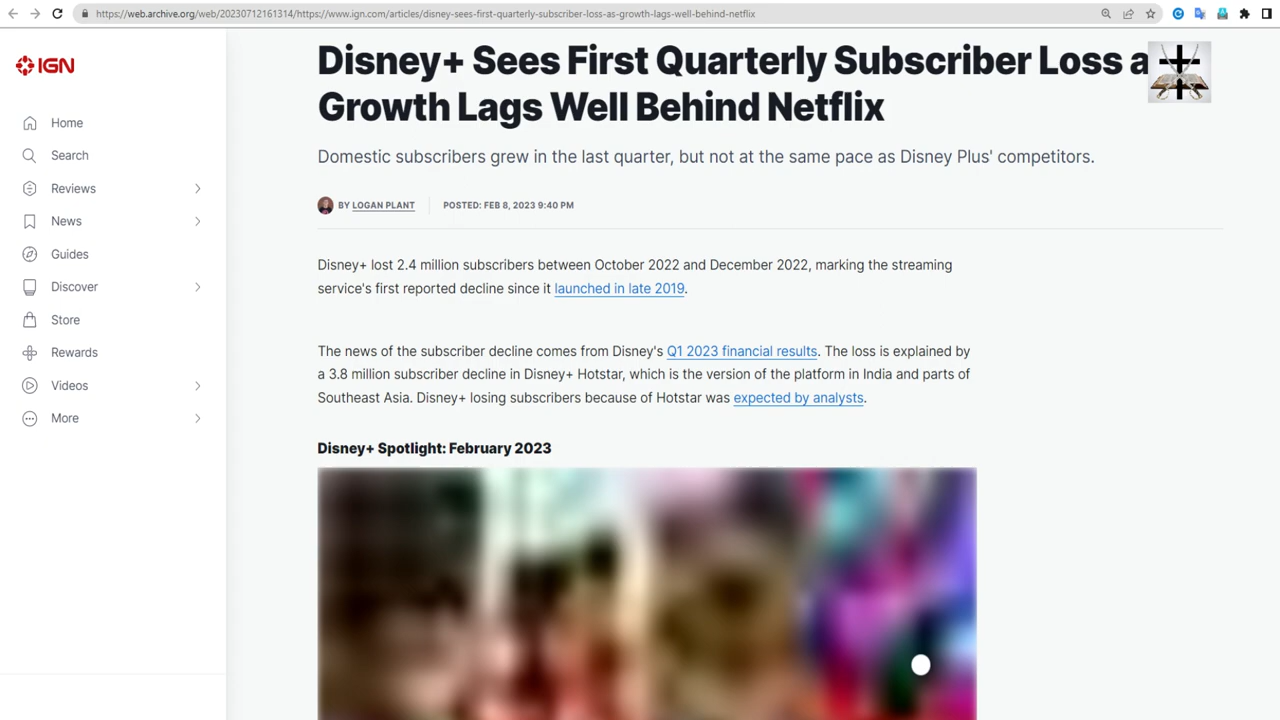 https://web.archive.org/web/20230712161314/https://www.ign.com/articles/disney-sees-first-quarterly-subscriber-loss-as-growth-lags-well-behind-netflix
IGN
Home
Search
Reviews
News
Guides
Discover
Store
Rewards
Videos
More
Disney+ Sees First Quarterly Subscriber Loss a
Growth Lags Well Behind Netflix
Domestic subscribers grew in the last quarter, but not at the same pace as Disney Plus' competitors.
BY LOGAN PLANT POSTED: FEB 8, 2023 9:40 PM
Disney+ lost 2.4 million subscribers between October 2022 and December 2022, marking the streaming
service's first reported decline since it launched in late 2019.
The news of the subscriber decline comes from Disney's Q1 2023 financial results. The loss is explained by
a 3.8 million subscriber decline in Disney+ Hotstar, which is the version of the platform in India and parts of
Southeast Asia. Disney+ losing subscribers because of Hotstar was expected by analysts.
Disney+ Spotlight: February 2023